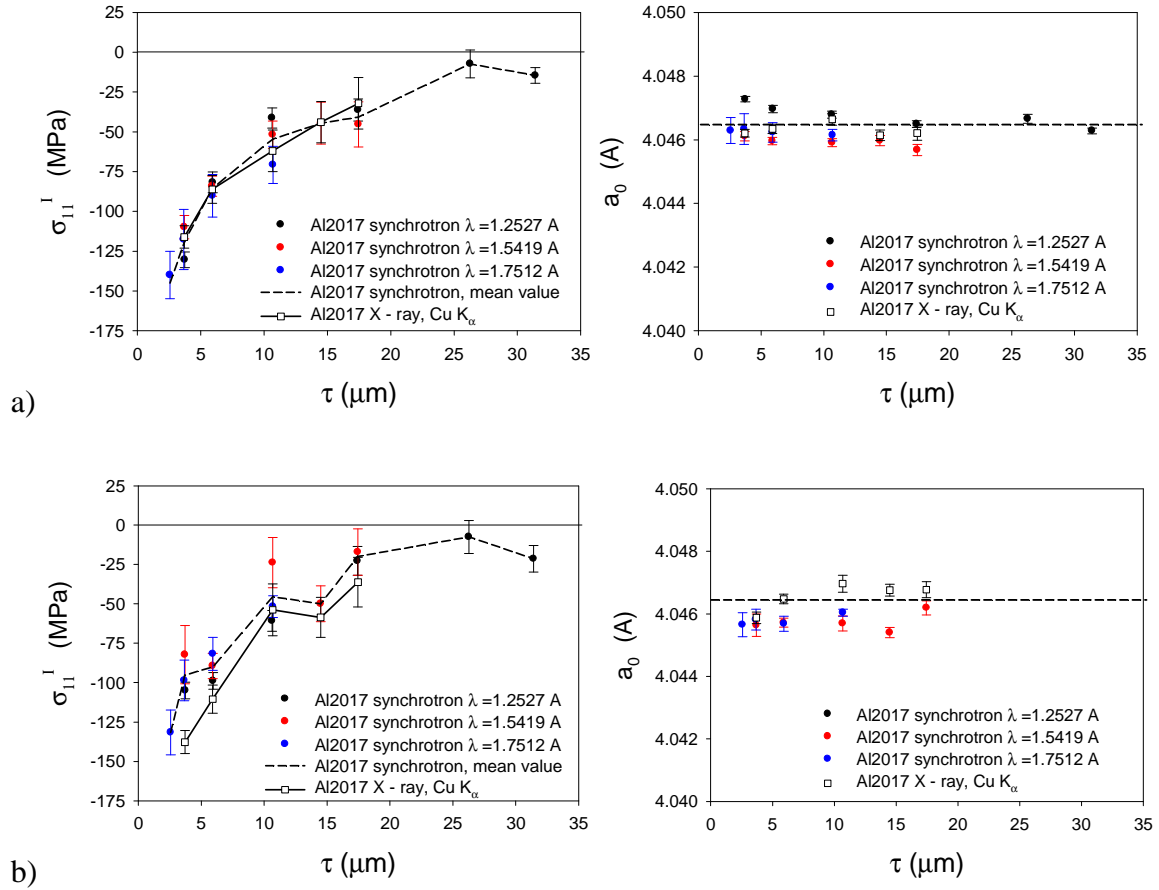 25
0
-25
-50
-75
-100
-125
-150
-175
σ₁₁ᴵ (MPa)
Al2017 synchrotron λ =1.2527 A
Al2017 synchrotron λ =1.5419 A
Al2017 synchrotron λ =1.7512 A
Al2017 synchrotron, mean value
Al2017 X - ray, Cu Kα
0 5 10 15 20 25 30 35
τ (μm)
4.050
4.048
4.046
4.044
4.042
4.040
a₀ (A)
Al2017 synchrotron λ =1.2527 A
Al2017 synchrotron λ =1.5419 A
Al2017 synchrotron λ =1.7512 A
Al2017 X - ray, Cu Kα
0 5 10 15 20 25 30 35
τ (μm)
a)
25
0
-25
-50
-75
-100
-125
-150
-175
σ₁₁ᴵ (MPa)
Al2017 synchrotron λ =1.2527 A
Al2017 synchrotron λ =1.5419 A
Al2017 synchrotron λ =1.7512 A
Al2017 synchrotron, mean value
Al2017 X - ray, Cu Kα
0 5 10 15 20 25 30 35
τ (μm)
4.050
4.048
4.046
4.044
4.042
4.040
a₀ (A)
Al2017 synchrotron λ =1.2527 A
Al2017 synchrotron λ =1.5419 A
Al2017 synchrotron λ =1.7512 A
Al2017 X - ray, Cu Kα
0 5 10 15 20 25 30 35
τ (μm)
b)